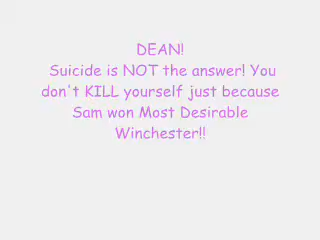 DEAN!
Suicide is NOT the answer! You
don't KILL yourself just because
Sam won Most Desirable
Winchester!!